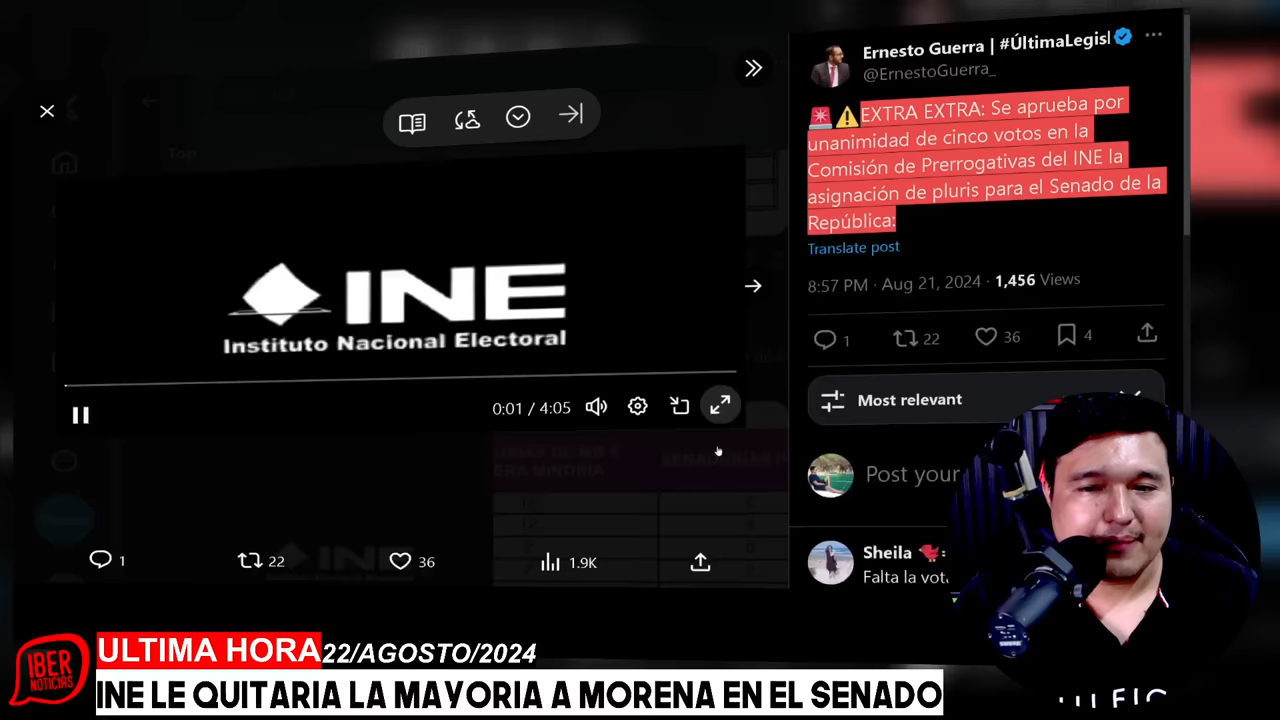 Ernesto Guerra | #ÚltimaLegisl
@ErnestoGuerra_
EXTRA EXTRA: Se aprueba por
unanimidad de cinco votos en la
Comisión de Prerrogativas del INE la
asignación de pluris para el Senado de la
República:
Translate post
8:57 PM · Aug 21, 2024 · 1,456 Views
1 22 36 4
Most relevant
Post your
Sheila
Falta la vot
INE
Instituto Nacional Electoral
0:01 / 4:05
1 22 36 1.9K
IBER
NOTICIAS
ULTIMA HORA 22/AGOSTO/2024
INE LE QUITARIA LA MAYORIA A MORENA EN EL SENADO